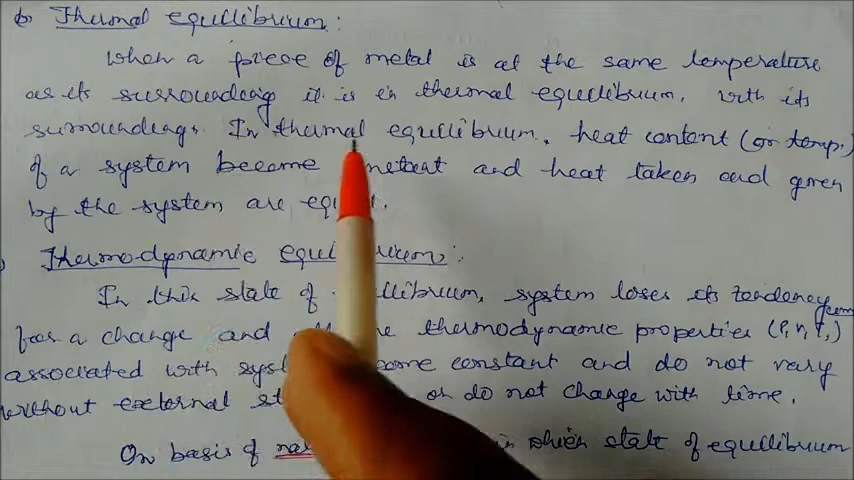 b) Thermal equilibrium:
When a piece of metal is at the same temperature
as its surrounding it is in thermal equilibrium, with its
surroundings. In thermal equilibrium, heat content (or temp.)
of a system become and heat taken and given
by the system are
Thermodynamic equilibrium:
In this state of equilibrium, system loses its tendency
for a change and the thermodynamic properties (P, n, T,)
associated with constant and do not vary
without external or do not change with time.
On basis of in which state of equilibrium